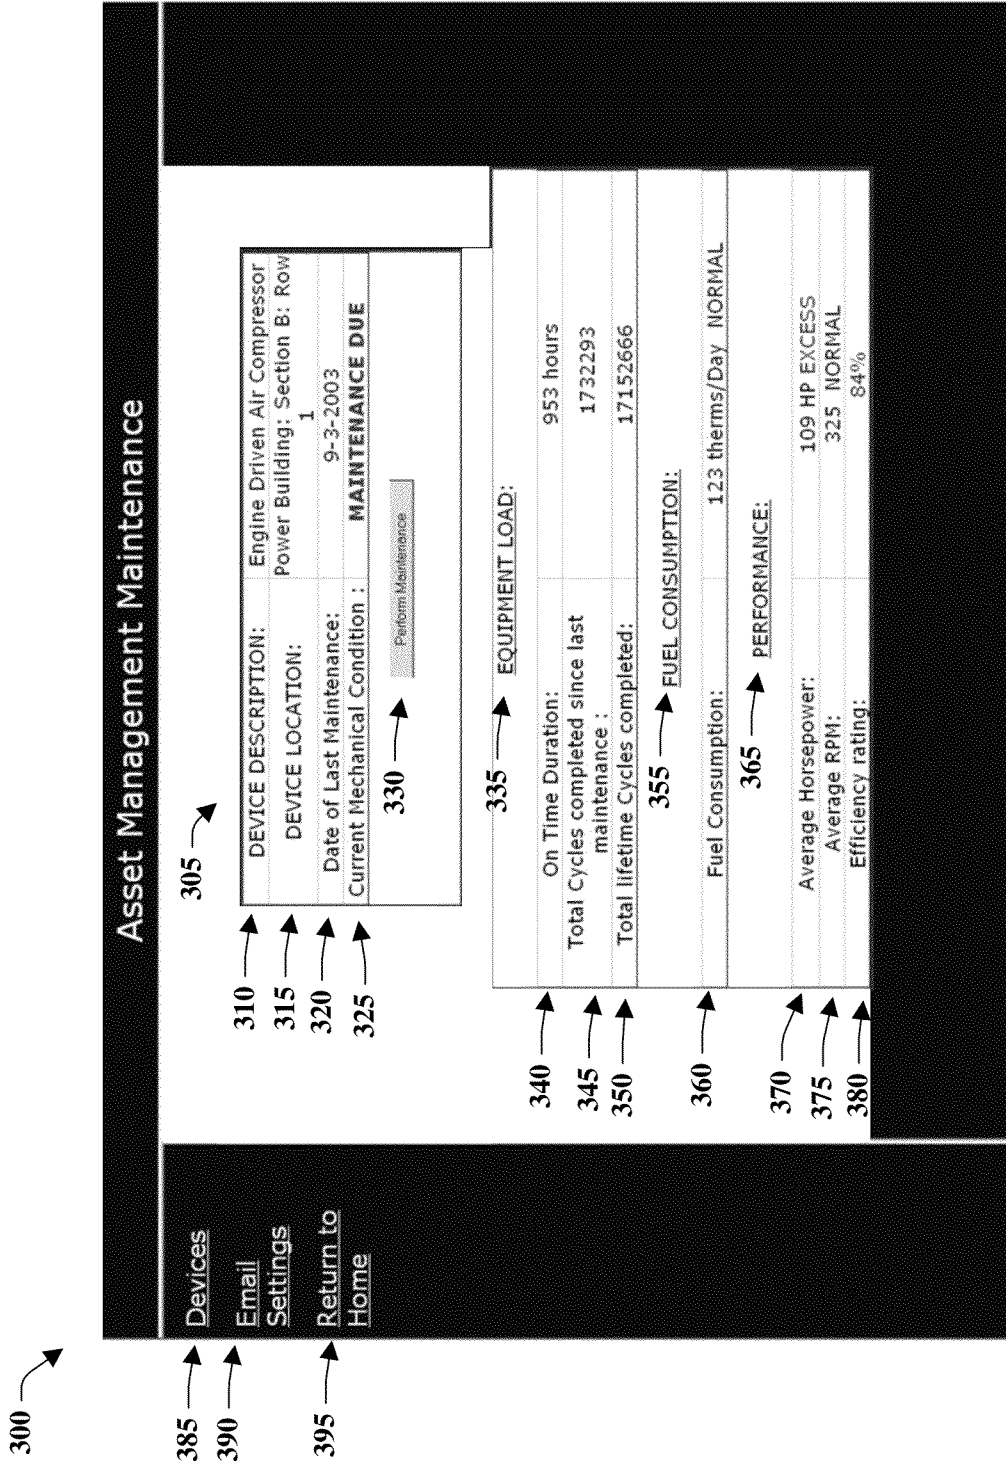 300
Asset Management Maintenance
385 Devices
390 Email
Settings
395 Return to
Home
305
310 DEVICE DESCRIPTION: Engine Driven Air Compressor
315 DEVICE LOCATION: Power Building: Section B: Row
1
320 Date of Last Maintenance: 9-3-2003
325 Current Mechanical Condition : MAINTENANCE DUE
330 Perform Maintenance
335 EQUIPMENT LOAD:
340 On Time Duration: 953 hours
345 Total Cycles completed since last
maintenance : 1732293
350 Total lifetime Cycles completed: 17152666
355 FUEL CONSUMPTION:
360 Fuel Consumption: 123 therms/Day NORMAL
365 PERFORMANCE:
370 Average Horsepower: 109 HP EXCESS
375 Average RPM: 325 NORMAL
380 Efficiency rating: 84%